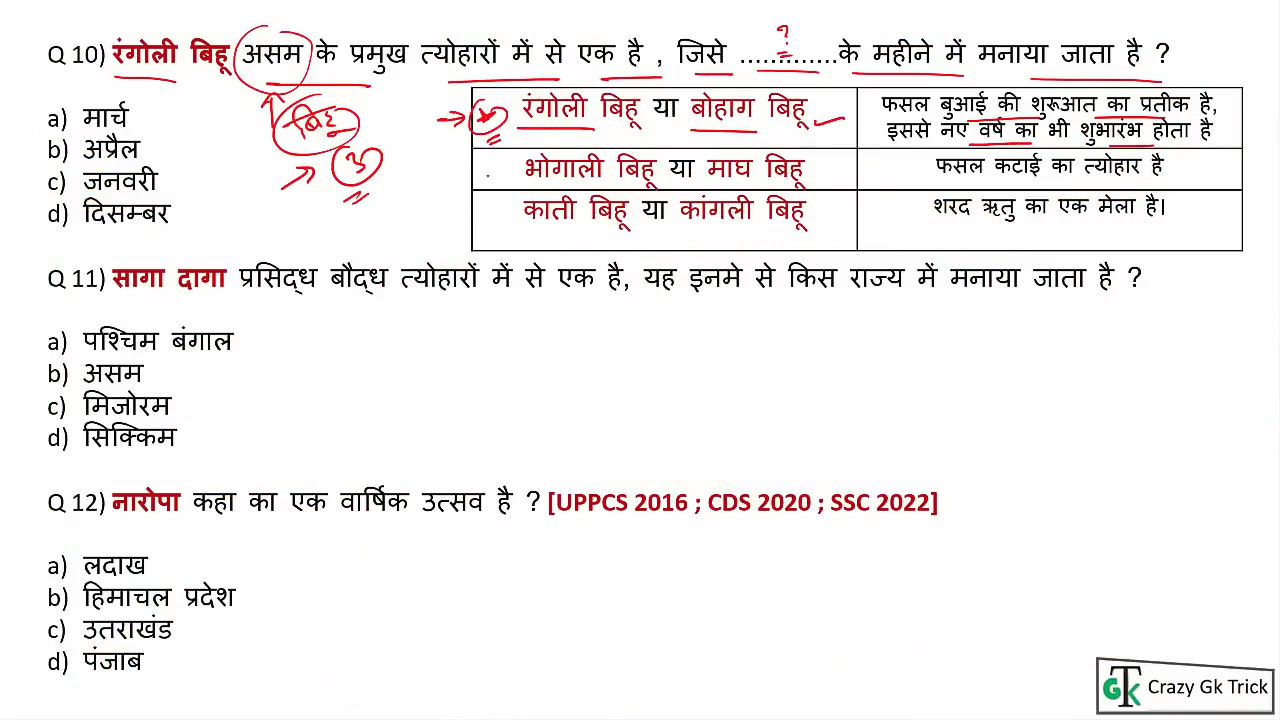 Q 10) रंगोली बिहू असम के प्रमुख त्योहारों में से एक है , जिसे .............के महीने में मनाया जाता है ?
?
a) मार्च
b) अप्रैल
c) जनवरी
d) दिसम्बर
बिहू
3
रंगोली बिहू या बोहाग बिहू
फसल बुआई की शुरूआत का प्रतीक है,
इससे नए वर्ष का भी शुभारंभ होता है
भोगाली बिहू या माघ बिहू
फसल कटाई का त्योहार है
काती बिहू या कांगली बिहू
शरद ऋतु का एक मेला है।
Q 11) सागा दागा प्रसिद्ध बौद्ध त्योहारों में से एक है, यह इनमे से किस राज्य में मनाया जाता है ?
a) पश्चिम बंगाल
b) असम
c) मिजोरम
d) सिक्किम
Q 12) नारोपा कहा का एक वार्षिक उत्सव है ? [UPPCS 2016 ; CDS 2020 ; SSC 2022]
a) लदाख
b) हिमाचल प्रदेश
c) उतराखंड
d) पंजाब
GTK Crazy Gk Trick